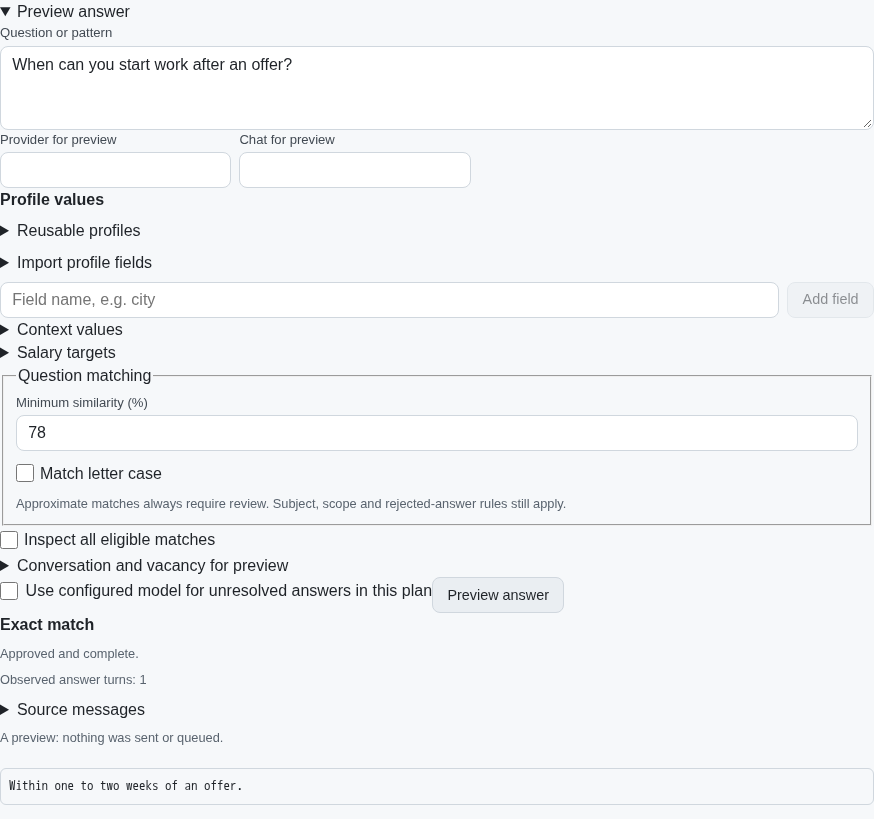 Preview answer
Question or pattern
When can you start work after an offer?
Provider for preview
Chat for preview
Profile values
Reusable profiles
Import profile fields
Field name, e.g. city
Add field
Context values
Salary targets
Question matching
Minimum similarity (%)
78
Match letter case
Approximate matches always require review. Subject, scope and rejected-answer rules still apply.
Inspect all eligible matches
Conversation and vacancy for preview
Use configured model for unresolved answers in this plan
Preview answer
Exact match
Approved and complete.
Observed answer turns: 1
Source messages
A preview: nothing was sent or queued.
Within one to two weeks of an offer.